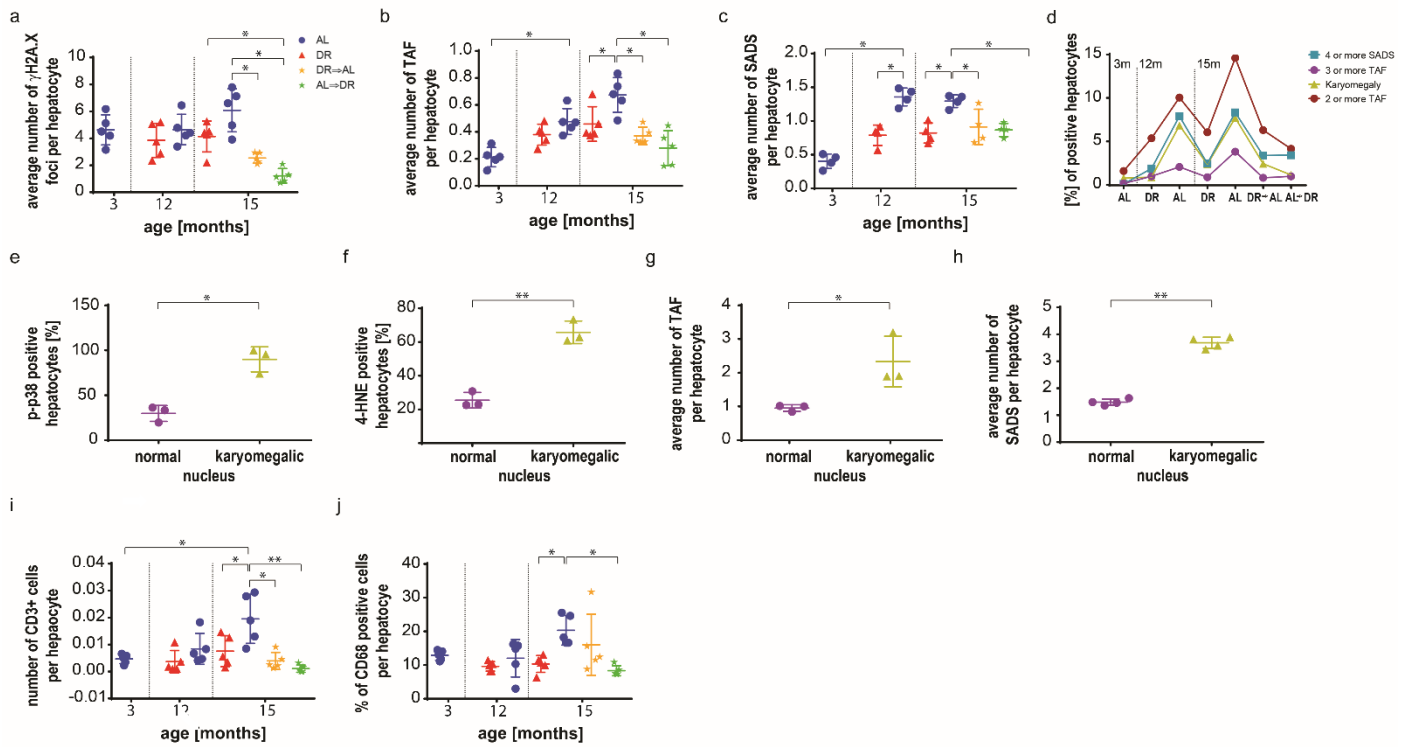 a
average number of γH2A.X
foci per hepatocyte
10
8
6
4
2
0
*
*
*
3
12
15
age [months]
AL
DR
DR⇒AL
AL⇒DR
b
average number of TAF
per hepatocyte
1.0
0.8
0.6
0.4
0.2
0.0
*
*
*
*
3
12
15
age [months]
c
average number of SADS
per hepatocyte
2.0
1.5
1.0
0.5
0.0
*
*
*
*
*
3
12
15
age [months]
d
[%] of positive hepatocytes
15
10
5
0
3m
12m
15m
AL
DR
AL
DR
AL
DR⇒AL
AL⇒DR
4 or more SADS
3 or more TAF
Karyomegaly
2 or more TAF
e
p-p38 positive
hepatocytes [%]
150
100
50
0
*
normal
karyomegalic
nucleus
f
4-HNE positive
hepatocytes [%]
80
60
40
20
**
normal
karyomegalic
nucleus
g
average number of TAF
per hepatocyte
4
3
2
1
0
*
normal
karyomegalic
nucleus
h
average number of
SADS per hepatocyte
5
4
3
2
1
0
**
normal
karyomegalic
nucleus
i
number of CD3+ cells
per hepaocyte
0.04
0.03
0.02
0.01
0.00
-0.01
*
*
**
*
3
12
15
age [months]
j
% of CD68 positive cells
per hepatocye
40
30
20
10
0
*
*
3
12
15
age [months]